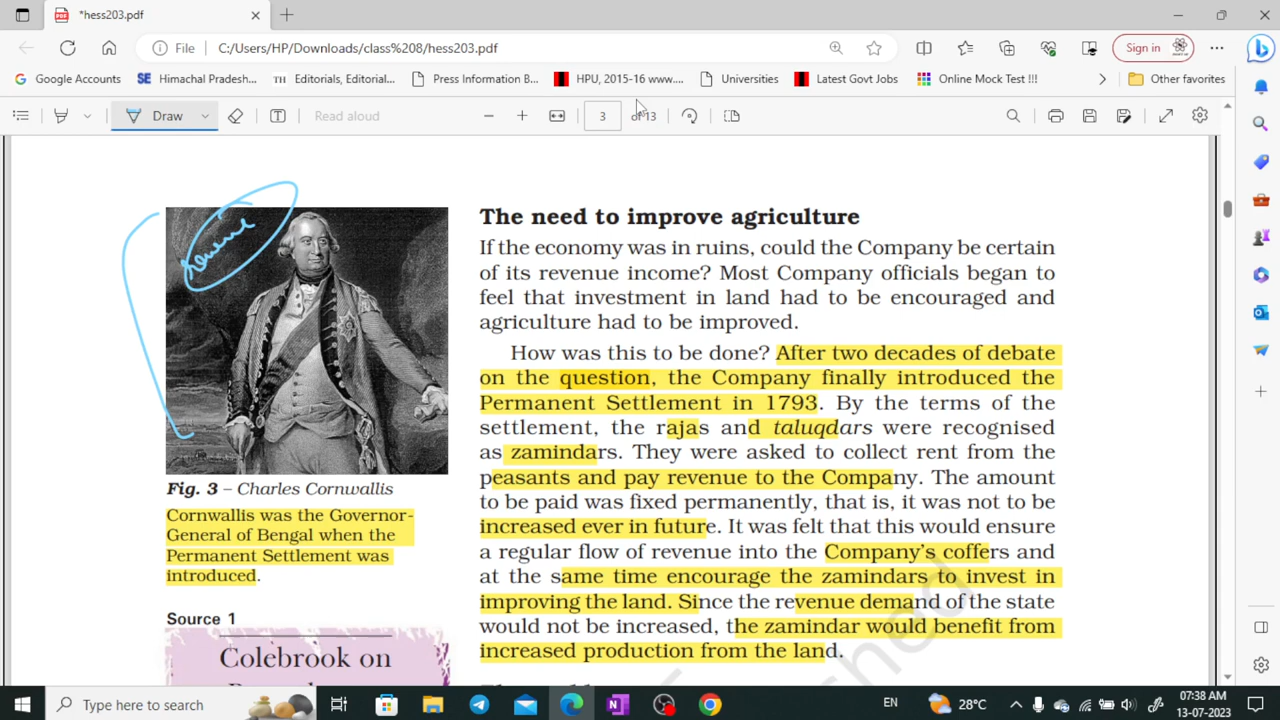 *hess203.pdf
File
C:/Users/HP/Downloads/class%208/hess203.pdf
Sign in
Google Accounts
SE Himachal Pradesh...
TH Editorials, Editorial...
Press Information B...
HPU, 2015-16 www....
Universities
Latest Govt Jobs
Online Mock Test !!!
Other favorites
Draw
Read aloud
3
of 13
revenue
The need to improve agriculture
If the economy was in ruins, could the Company be certain
of its revenue income? Most Company officials began to
feel that investment in land had to be encouraged and
agriculture had to be improved.
How was this to be done? After two decades of debate
on the question, the Company finally introduced the
Permanent Settlement in 1793. By the terms of the
settlement, the rajas and taluqdars were recognised
as zamindars. They were asked to collect rent from the
peasants and pay revenue to the Company. The amount
to be paid was fixed permanently, that is, it was not to be
increased ever in future. It was felt that this would ensure
a regular flow of revenue into the Company's coffers and
at the same time encourage the zamindars to invest in
improving the land. Since the revenue demand of the state
would not be increased, the zamindar would benefit from
increased production from the land.
Fig. 3 – Charles Cornwallis
Cornwallis was the Governor-
General of Bengal when the
Permanent Settlement was
introduced.
Source 1
Colebrook on
Type here to search
28°C
EN
07:38 AM
13-07-2023